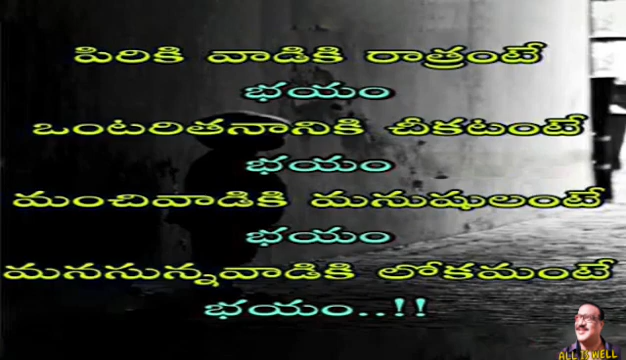 పిరికి వాడికి రాత్రంటే
భయం
ఒంటరితనానికి చీకటంటే
భయం
మంచివాడికి మనుషులంటే
భయం
మనసున్నవాడికి లోకమంటే
భయం..!!
ALL IS WELL